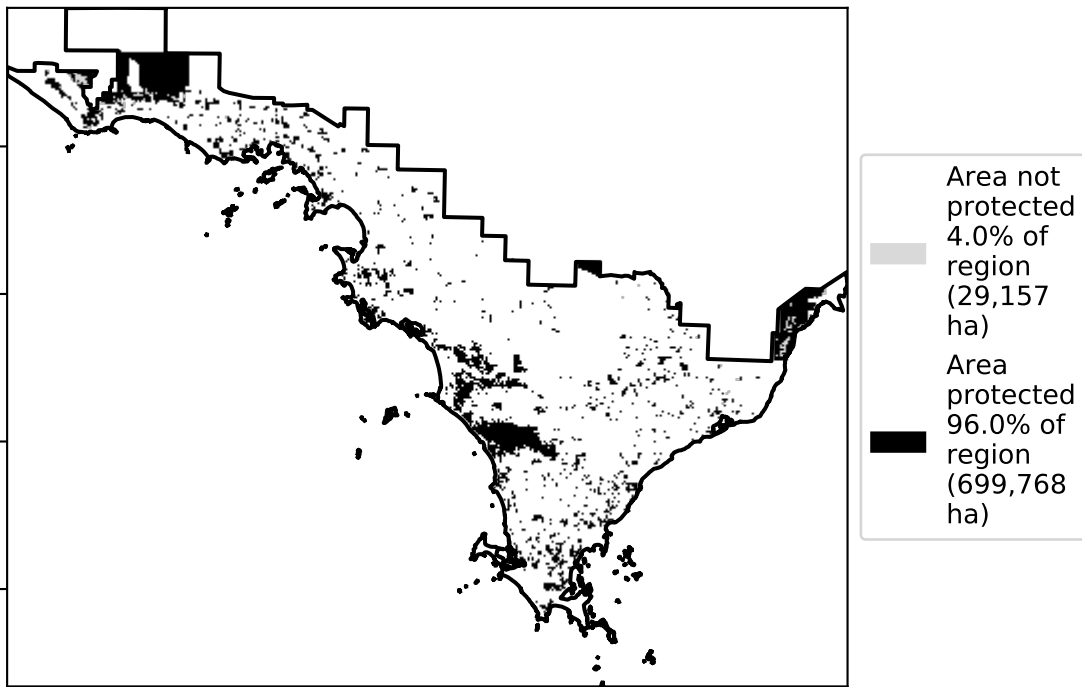 Area not
protected
4.0% of
region
(29,157
ha)
Area
protected
96.0% of
region
(699,768
ha)